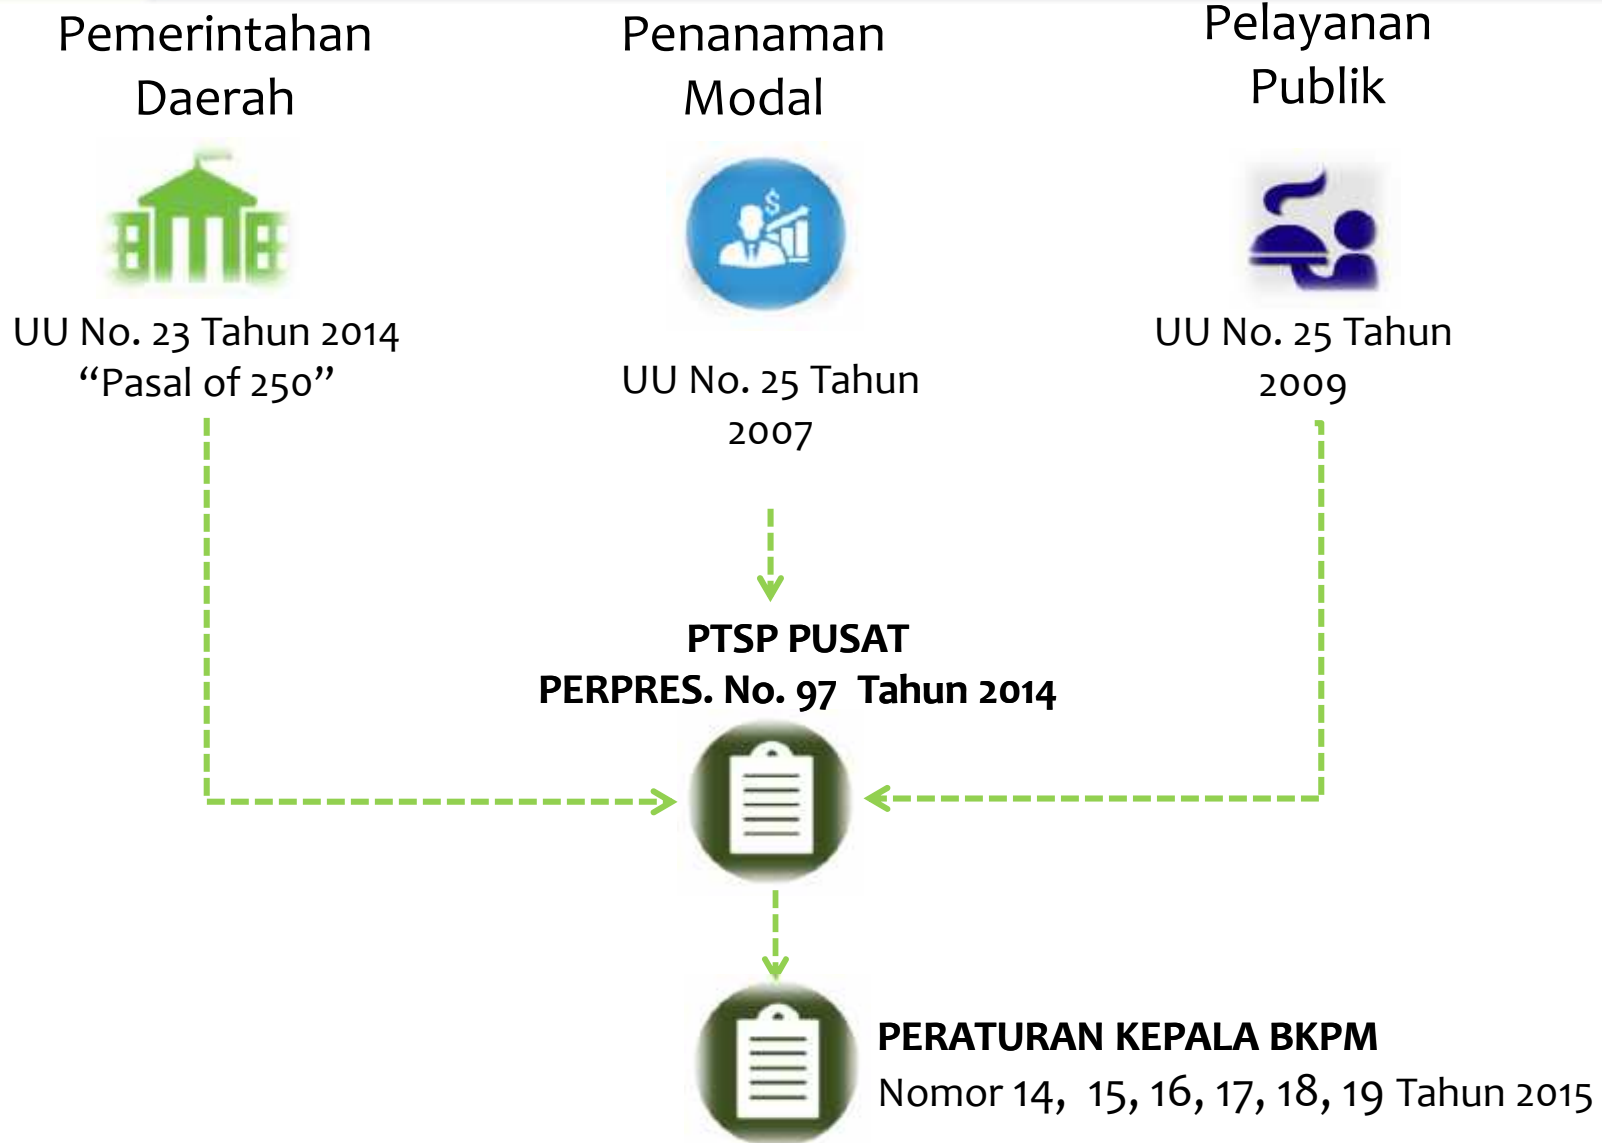 Pemerintahan
Daerah
UU No. 23 Tahun 2014
“Pasal of 250”
Penanaman
Modal
$
UU No. 25 Tahun
2007
Pelayanan
Publik
UU No. 25 Tahun
2009
PTSP PUSAT
PERPRES. No. 97 Tahun 2014
PERATURAN KEPALA BKPM
Nomor 14, 15, 16, 17, 18, 19 Tahun 2015